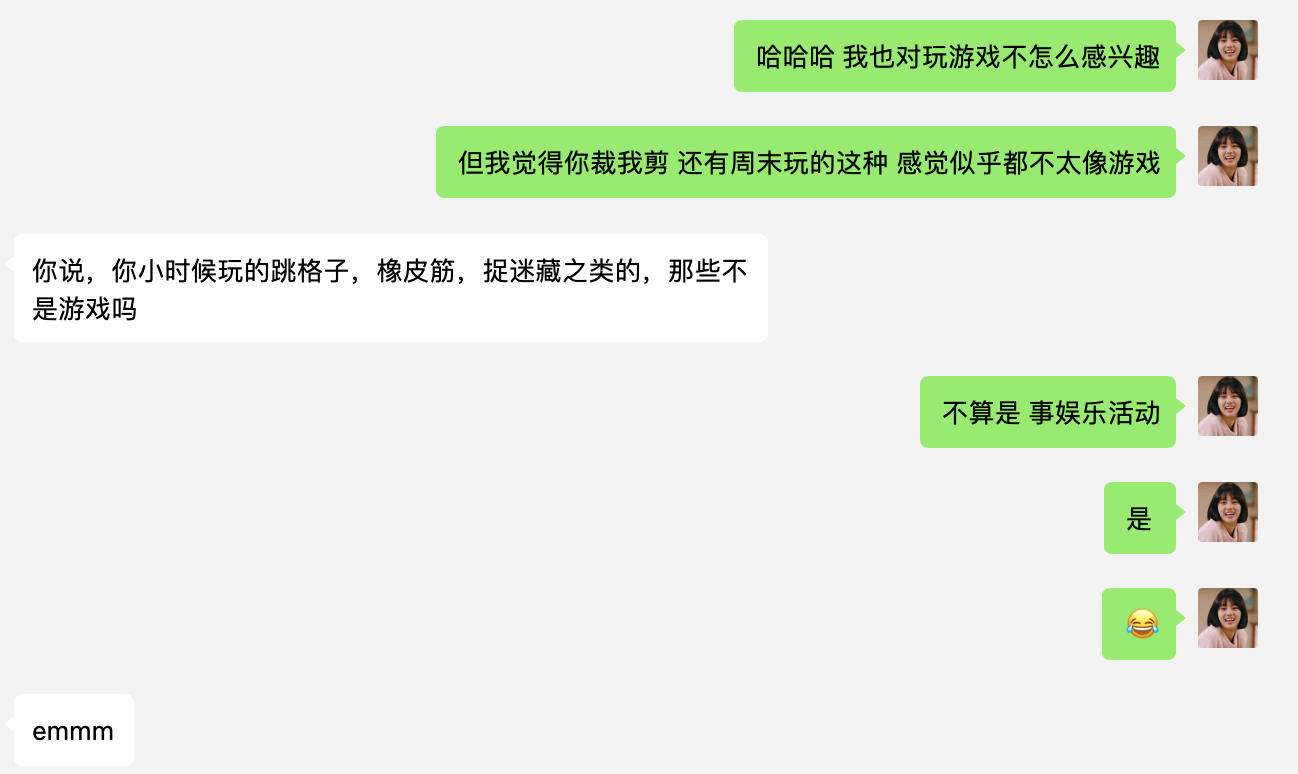 哈哈哈 我也对玩游戏不怎么感兴趣
但我觉得你裁我剪 还有周末玩的这种 感觉似乎都不太像游戏
你说，你小时候玩的跳格子，橡皮筋，捉迷藏之类的，那些不
是游戏吗
不算是 事娱乐活动
是
😂
emmm